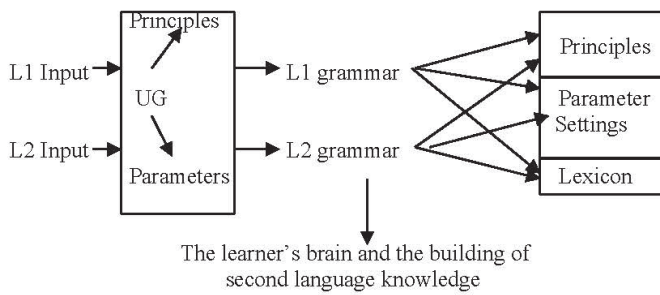 Principles
L1 Input
UG
L2 Input
Parameters
L1 grammar
L2 grammar
Principles
Parameter
Settings
Lexicon
The learner's brain and the building of
second language knowledge